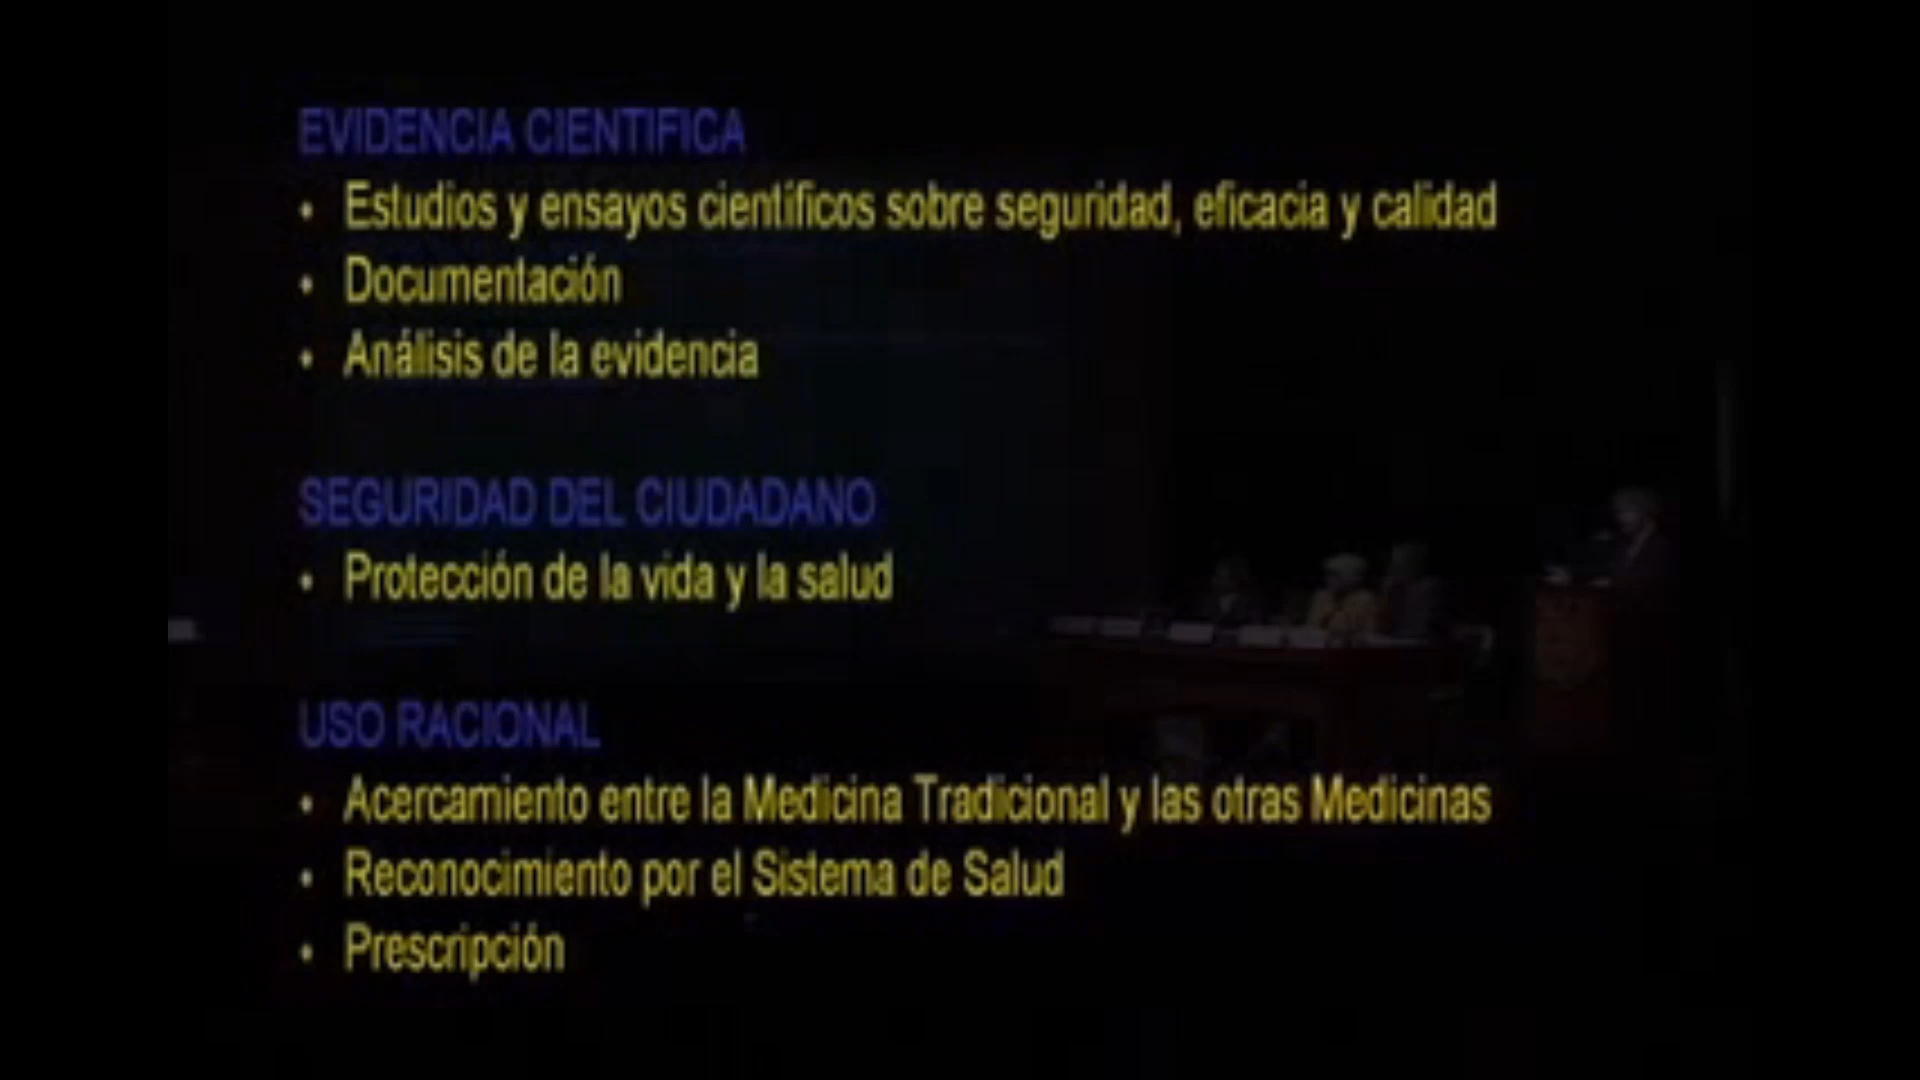 EVIDENCIA CIENTIFICA
• Estudios y ensayos científicos sobre seguridad, eficacia y calidad
• Documentación
• Análisis de la evidencia
SEGURIDAD DEL CIUDADANO
• Protección de la vida y la salud
USO RACIONAL
• Acercamiento entre la Medicina Tradicional y las otras Medicinas
• Reconocimiento por el Sistema de Salud
• Prescripción